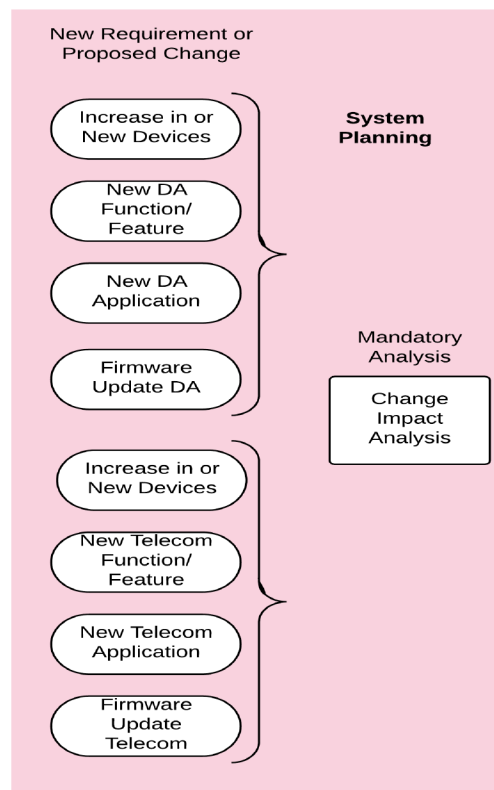 New Requirement or
Proposed Change
Increase in or
New Devices
New DA
Function/
Feature
New DA
Application
Firmware
Update DA
Increase in or
New Devices
New Telecom
Function/
Feature
New Telecom
Application
Firmware
Update
Telecom
System
Planning
Mandatory
Analysis
Change
Impact
Analysis